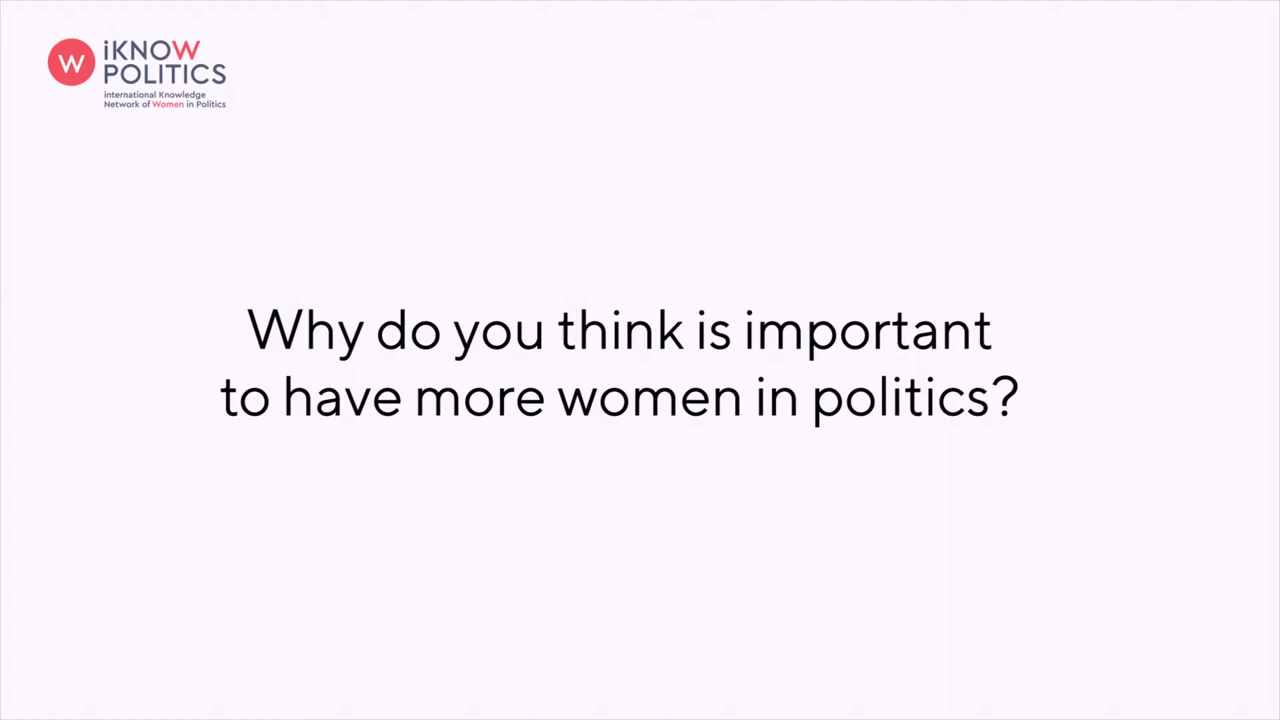 W
iKNOW
POLITICS
international Knowledge
Network of Women in Politics
Why do you think is important
to have more women in politics?